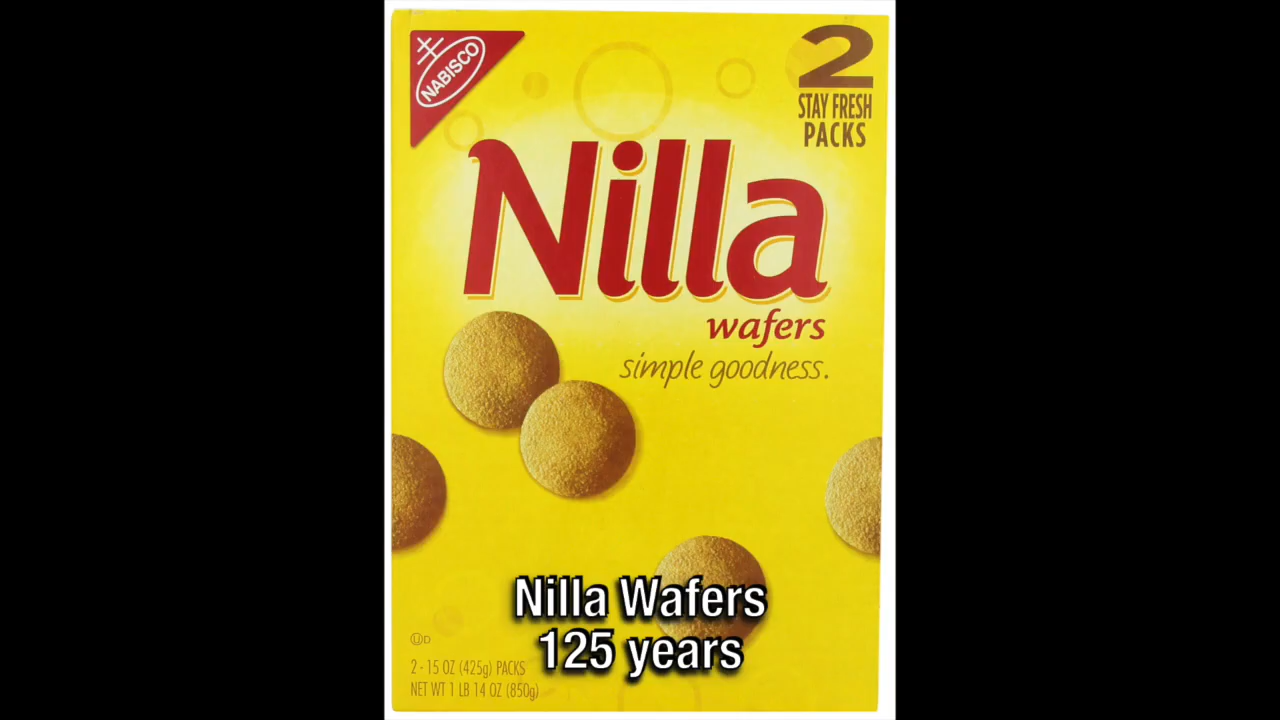 NABISCO
2
STAY FRESH
PACKS
Nilla
wafers
simple goodness.
Nilla Wafers
125 years
ⓊD
2 - 15 OZ (425g) PACKS
NET WT 1 LB 14 OZ (850g)